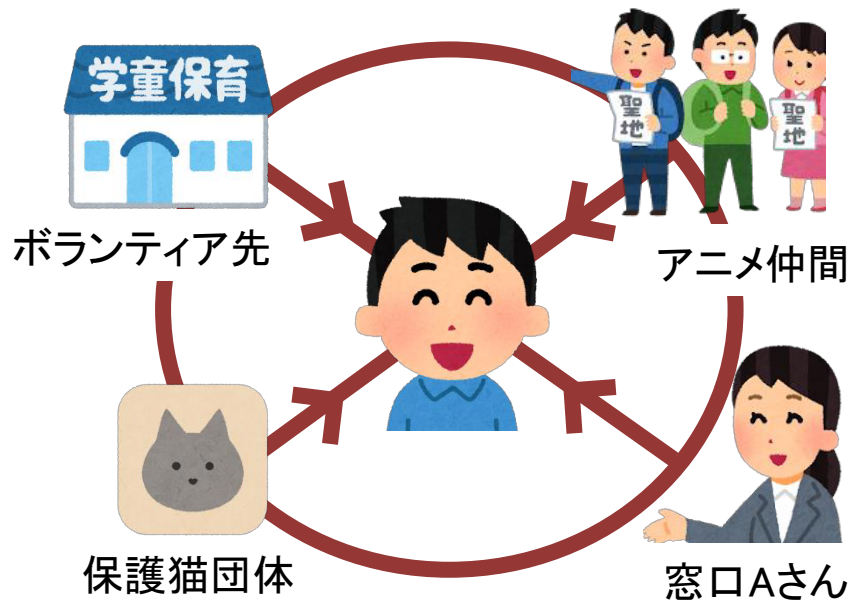 学童保育
聖地
聖地
ボランティア先
アニメ仲間
保護猫団体
窓口Aさん